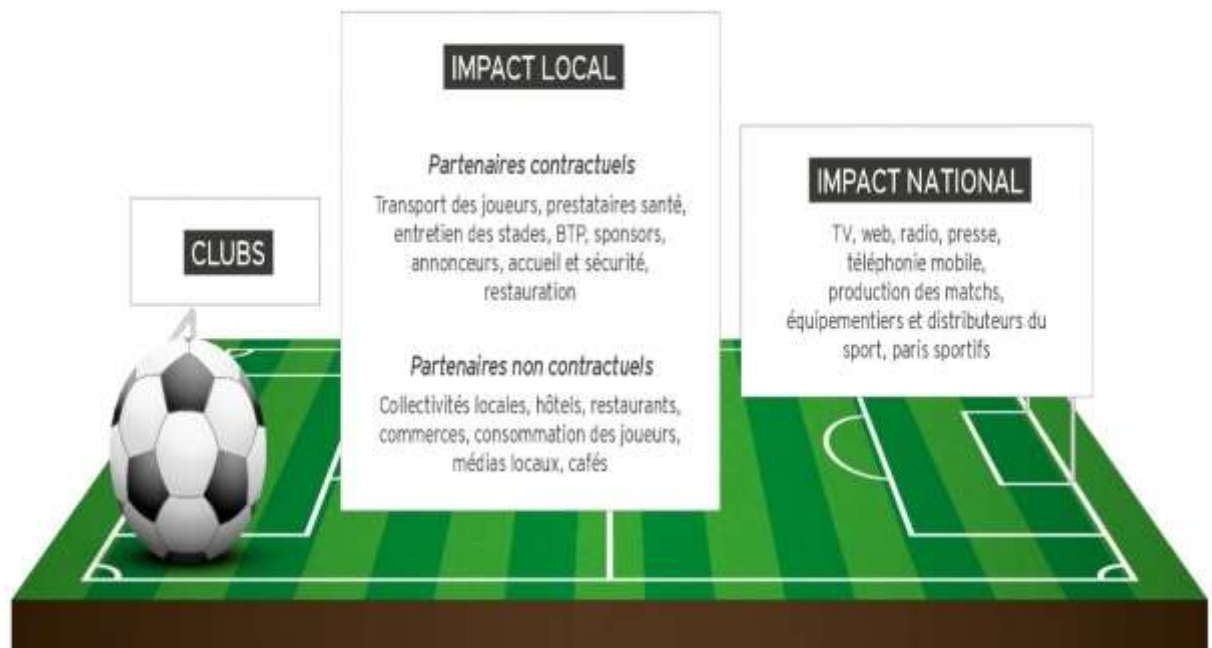 CLUBS
IMPACT LOCAL
Partenaires contractuels
Transport des joueurs, prestataires santé,
entretien des stades, BTP, sponsors,
annonceurs, accueil et sécurité,
restauration
Partenaires non contractuels
Collectivités locales, hôtels, restaurants,
commerces, consommation des joueurs,
médias locaux, cafés
IMPACT NATIONAL
TV, web, radio, presse,
téléphonie mobile,
production des matchs,
équipementiers et distributeurs du
sport, paris sportifs